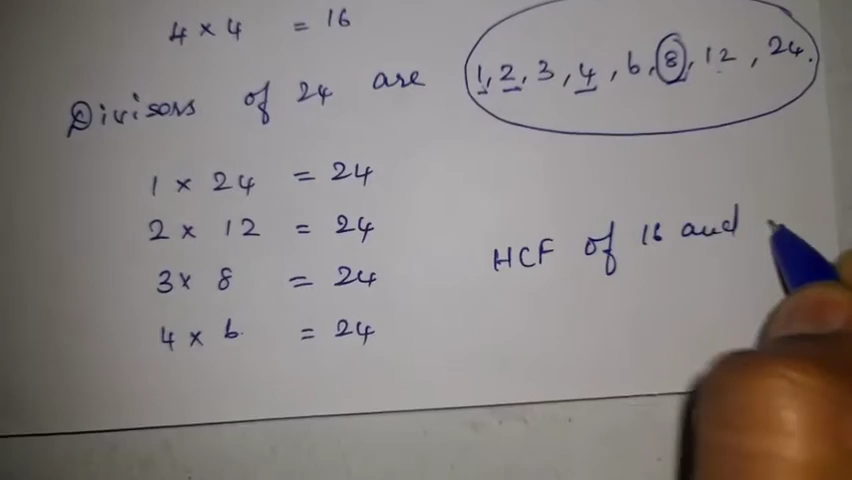 4 × 4 = 16
Divisors of 24 are 1, 2, 3, 4, 6, 8, 12, 24.
1 × 24 = 24
2 × 12 = 24
3 × 8 = 24
4 × 6 = 24
HCF of 16 and